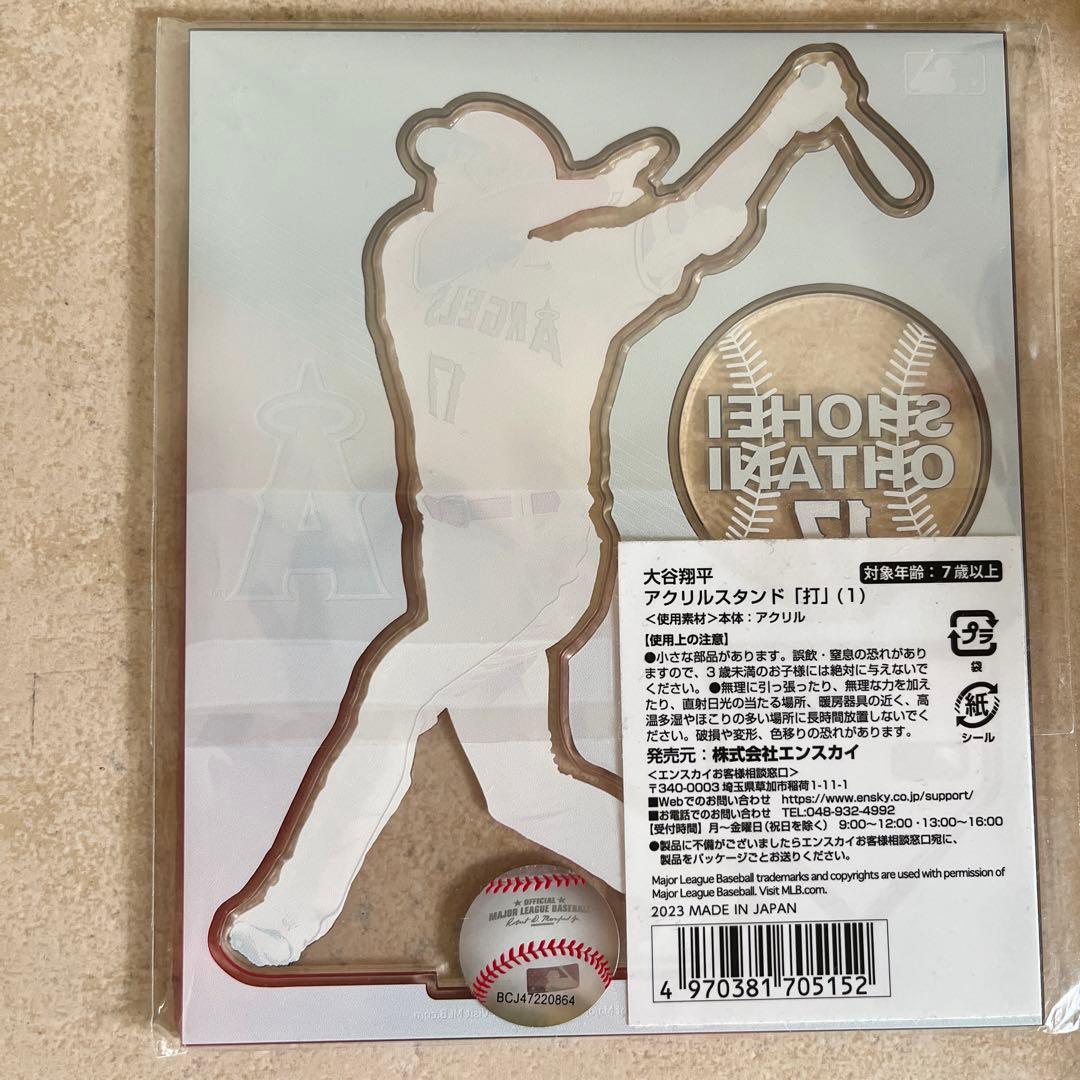 ANGELS
17
SHOHEI
OHTANI
17
A
TM
大谷翔平
対象年齢：7歳以上
アクリルスタンド「打」(1)
＜使用素材＞本体：アクリル
【使用上の注意】
●小さな部品があります。誤飲・窒息の恐れがあり
ますので、3歳未満のお子様には絶対に与えないで
ください。●無理に引っ張ったり、無理な力を加え
たり、直射日光の当たる場所、暖房器具の近く、高
温多湿やほこりの多い場所に長時間放置しないでく
ださい。破損や変形、色移りの恐れがあります。
プラ
袋
紙
シール
発売元：株式会社エンスカイ
＜エンスカイお客様相談窓口＞
〒340-0003 埼玉県草加市稲荷1-11-1
■Webでのお問い合わせ https://www.ensky.co.jp/support/
■お電話でのお問い合わせ TEL:048-932-4992
【受付時間】月～金曜日（祝日を除く） 9:00～12:00・13:00～16:00
●製品に不備がございましたらエンスカイお客様相談窓口宛に、
製品をパッケージごとお送りください。
Major League Baseball trademarks and copyrights are used with permission of
Major League Baseball. Visit MLB.com.
2023 MADE IN JAPAN
4 970381 705152
★ OFFICIAL ★
MAJOR LEAGUE BASEBALL
BCJ47220864
Visit MLB.com